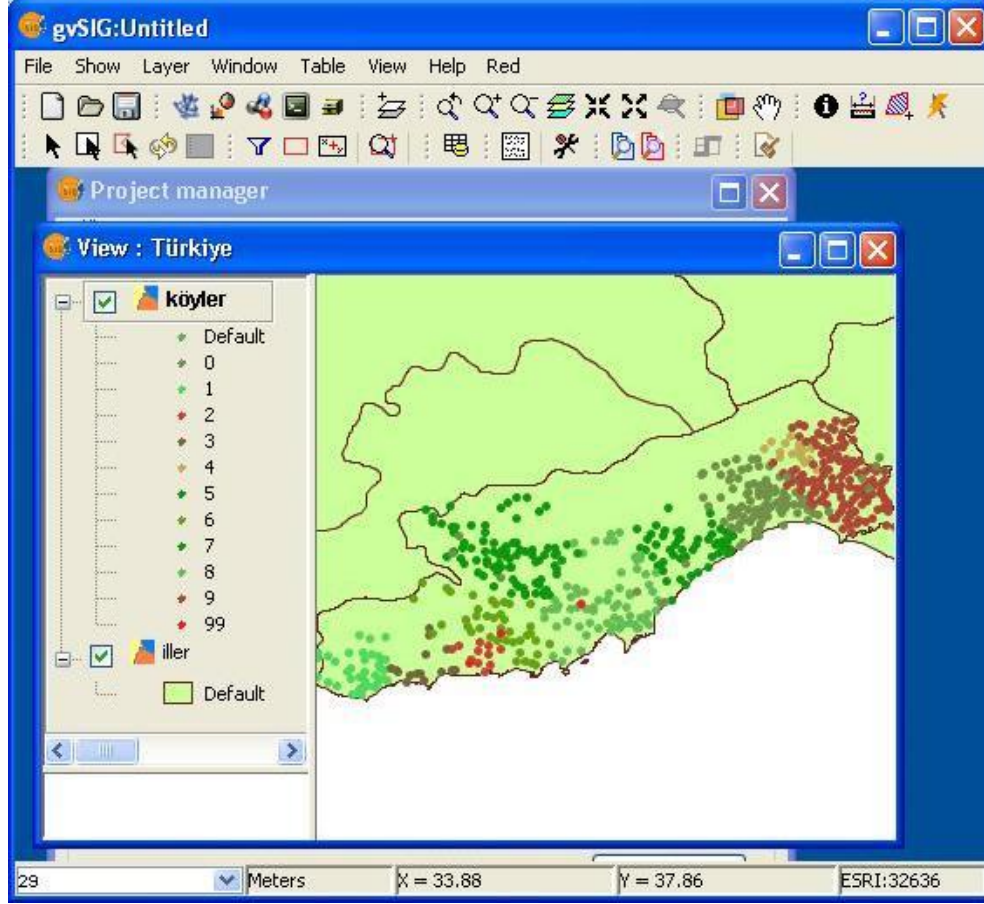 gvSIG:Untitled
File Show Layer Window Table View Help Red
Project manager
View : Türkiye
köyler
Default
0
1
2
3
4
5
6
7
8
9
99
iller
Default
29 Meters X = 33.88 Y = 37.86 ESRI:32636